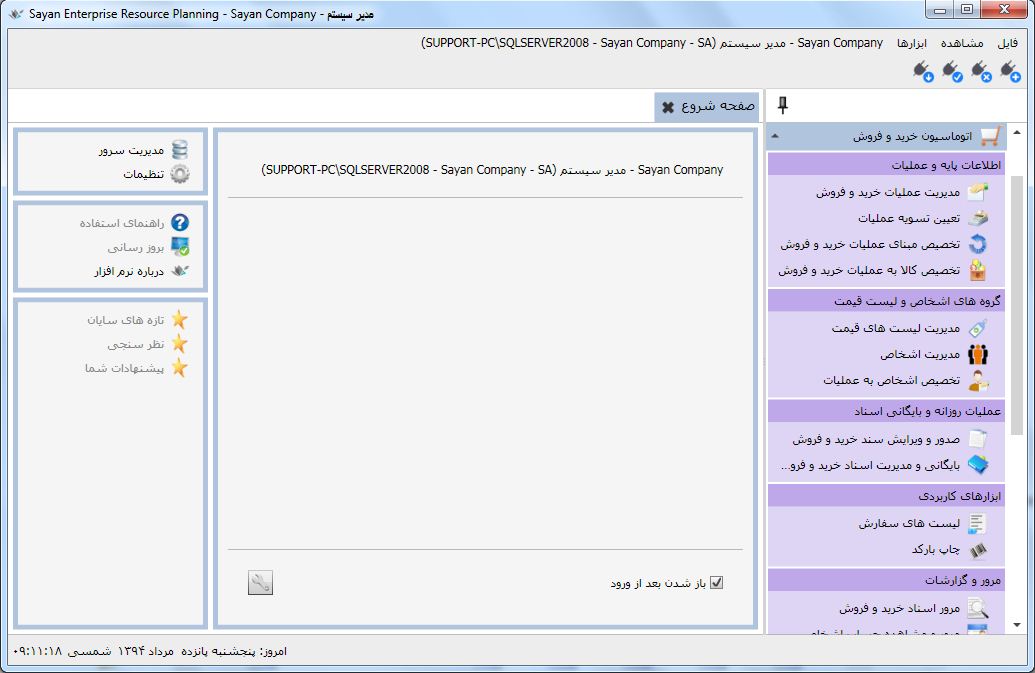 Sayan Enterprise Resource Planning - Sayan Company - مدیر سیستم
فایل مشاهده ابزارها
Sayan Company - مدیر سیستم (SUPPORT-PC\SQLSERVER2008 - Sayan Company - SA)
صفحه شروع
اتوماسیون خرید و فروش
اطلاعات پایه و عملیات
مدیریت عملیات خرید و فروش
تعیین تسویه عملیات
تخصیص مبنای عملیات خرید و فروش
تخصیص کالا به عملیات خرید و فروش
گروه های اشخاص و لیست قیمت
مدیریت لیست های قیمت
مدیریت اشخاص
تخصیص اشخاص به عملیات
عملیات روزانه و بایگانی اسناد
صدور و ویرایش سند خرید و فروش
بایگانی و مدیریت اسناد خرید و فرو...
ابزارهای کاربردی
لیست های سفارش
چاپ بارکد
مرور و گزارشات
مرور اسناد خرید و فروش
Sayan Company - مدیر سیستم (SUPPORT-PC\SQLSERVER2008 - Sayan Company - SA)
باز شدن بعد از ورود
مدیریت سرور
تنظیمات
راهنمای استفاده
بروز رسانی
درباره نرم افزار
تازه های سایان
نظر سنجی
پیشنهادات شما
امروز: پنجشنبه پانزده مرداد ۱۳۹۴ شمسی ۰۹:۱۱:۱۸